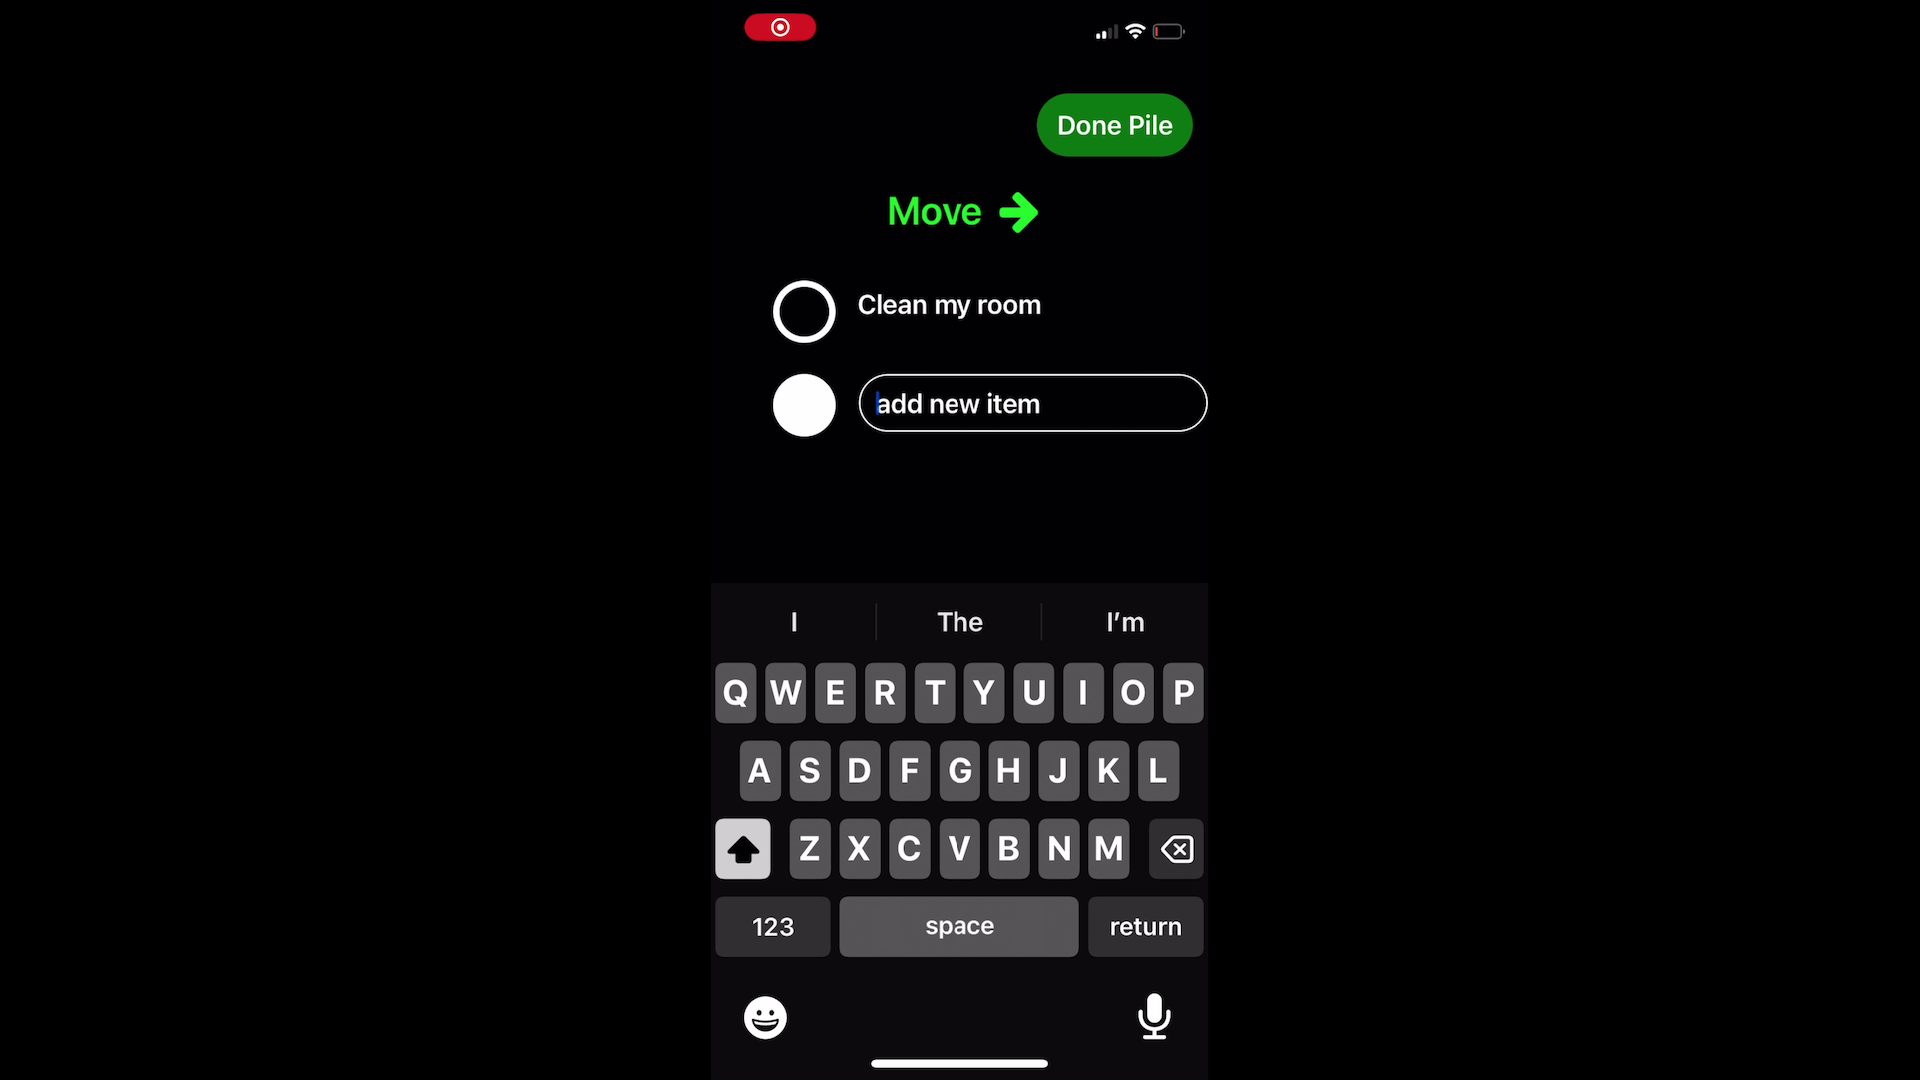 Done Pile
Move
Clean my room
add new item
I The I’m
Q W E R T Y U I O P
A S D F G H J K L
Z X C V B N M
123 space return